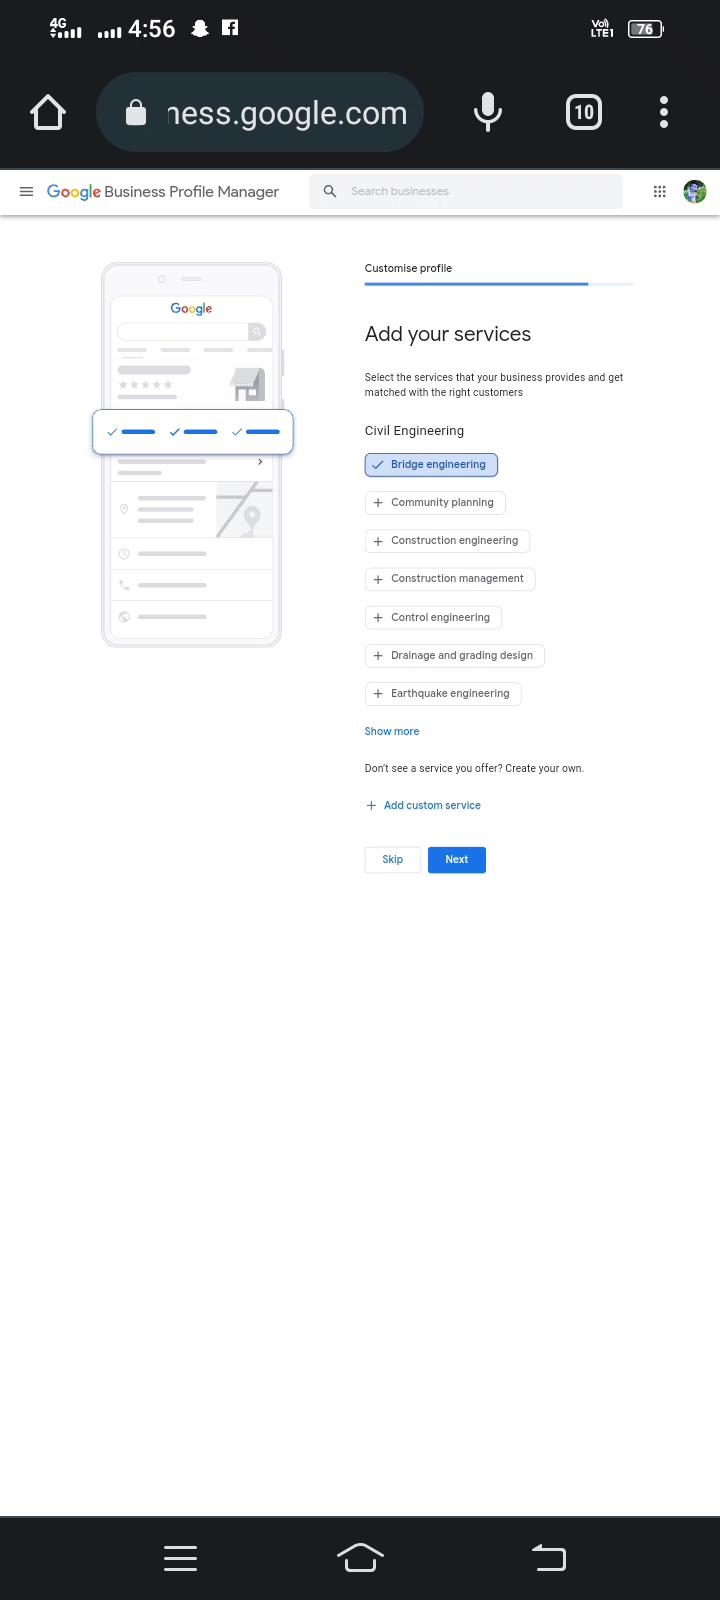 4G 4:56 Vo) LTE1 76
ness.google.com 10
Google Business Profile Manager Search businesses
Google
Customise profile
Add your services
Select the services that your business provides and get
matched with the right customers
Civil Engineering
Bridge engineering
Community planning
Construction engineering
Construction management
Control engineering
Drainage and grading design
Earthquake engineering
Show more
Don't see a service you offer? Create your own.
Add custom service
Skip Next